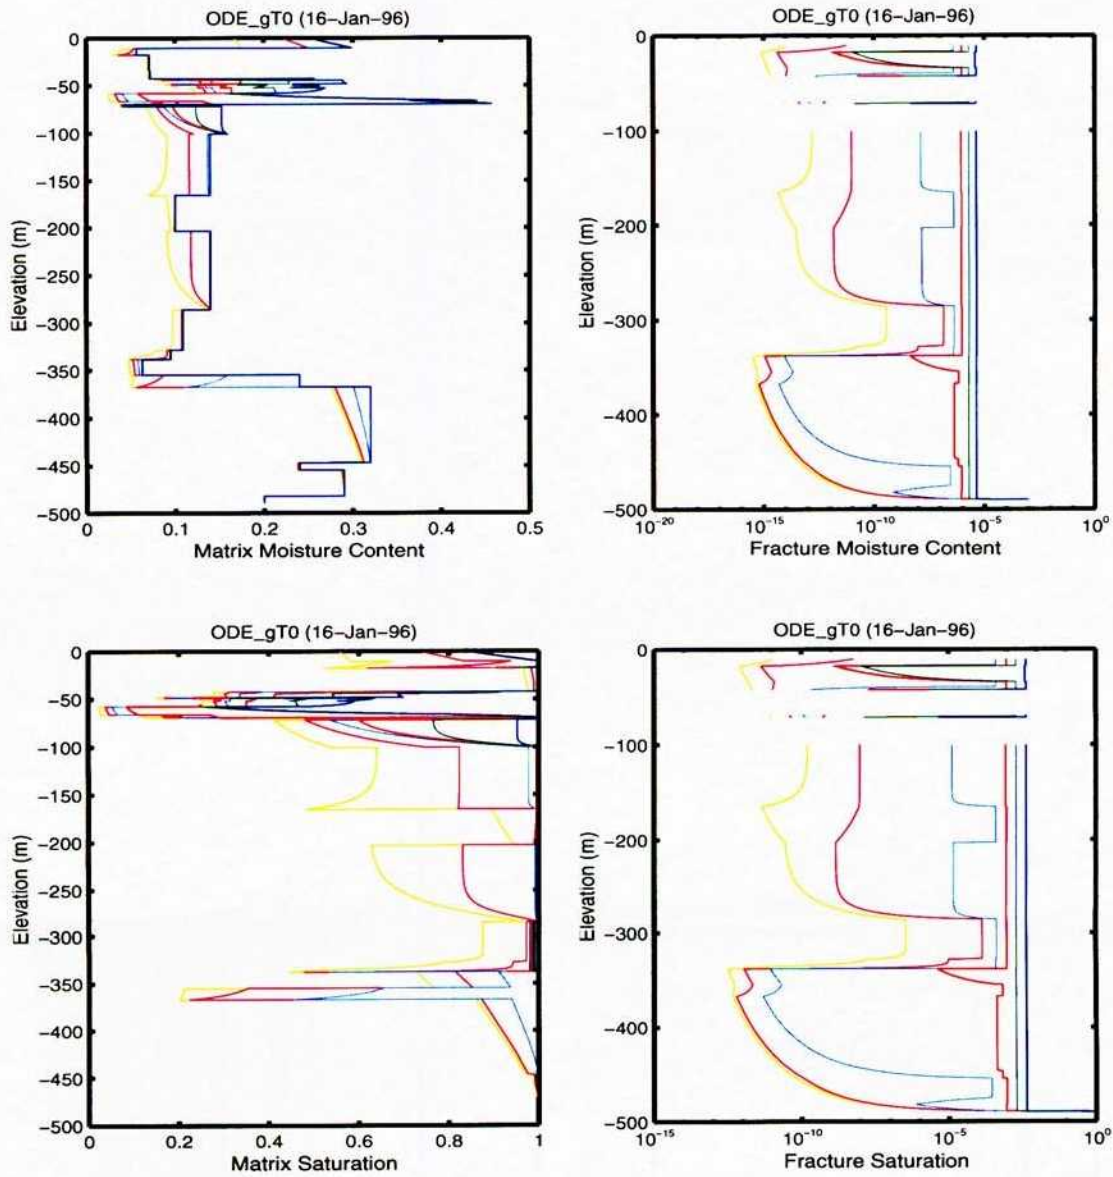 ODE_gT0 (16-Jan-96)
0
-50
-100
-150
-200
-250
-300
-350
-400
-450
-500
Elevation (m)
0 0.1 0.2 0.3 0.4 0.5
Matrix Moisture Content
ODE_gT0 (16-Jan-96)
0
-100
-200
-300
-400
-500
Elevation (m)
10^-20 10^-15 10^-10 10^-5 10^0
Fracture Moisture Content
ODE_gT0 (16-Jan-96)
0
-50
-100
-150
-200
-250
-300
-350
-400
-450
-500
Elevation (m)
0 0.2 0.4 0.6 0.8 1
Matrix Saturation
ODE_gT0 (16-Jan-96)
0
-100
-200
-300
-400
-500
Elevation (m)
10^-15 10^-10 10^-5 10^0
Fracture Saturation